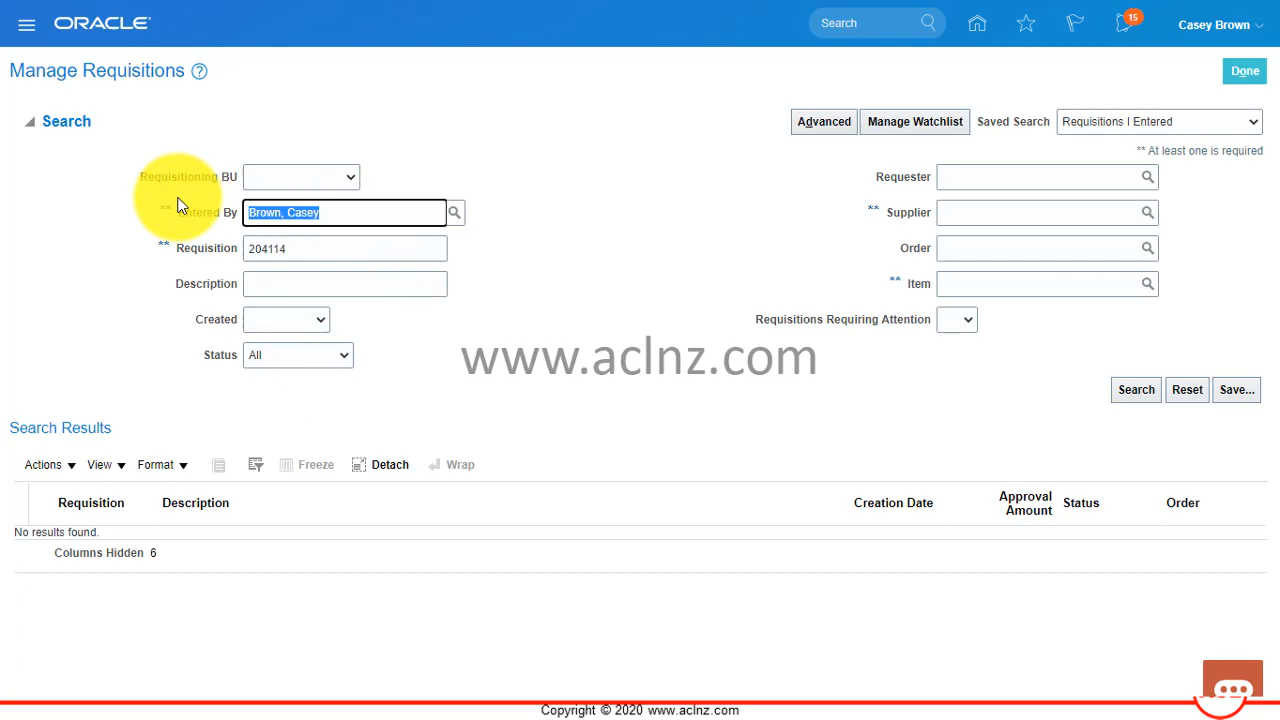 ORACLE
Search
15
Casey Brown
Manage Requisitions
?
Done
Search
Advanced
Manage Watchlist
Saved Search
Requisitions I Entered
** At least one is required
Requisitioning BU
Requester
** Entered By
Brown, Casey
** Supplier
** Requisition
204114
Order
Description
** Item
Created
Requisitions Requiring Attention
Status
All
www.aclnz.com
Search
Reset
Save...
Search Results
Actions
View
Format
Freeze
Detach
Wrap
Requisition
Description
Creation Date
Approval
Amount
Status
Order
No results found.
Columns Hidden 6
Copyright © 2020 www.aclnz.com